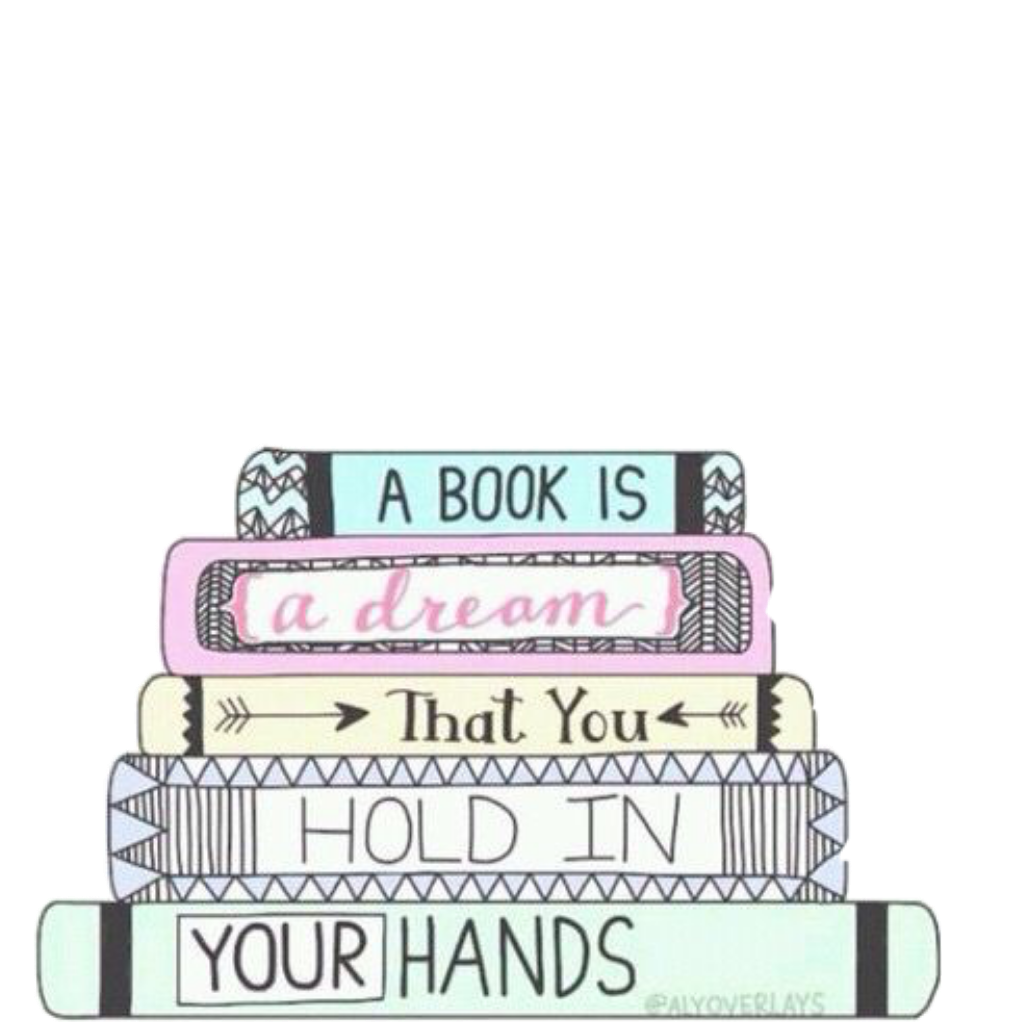 A BOOK IS
a dream
That You
HOLD IN
YOUR HANDS
@ALYOVERLAYS